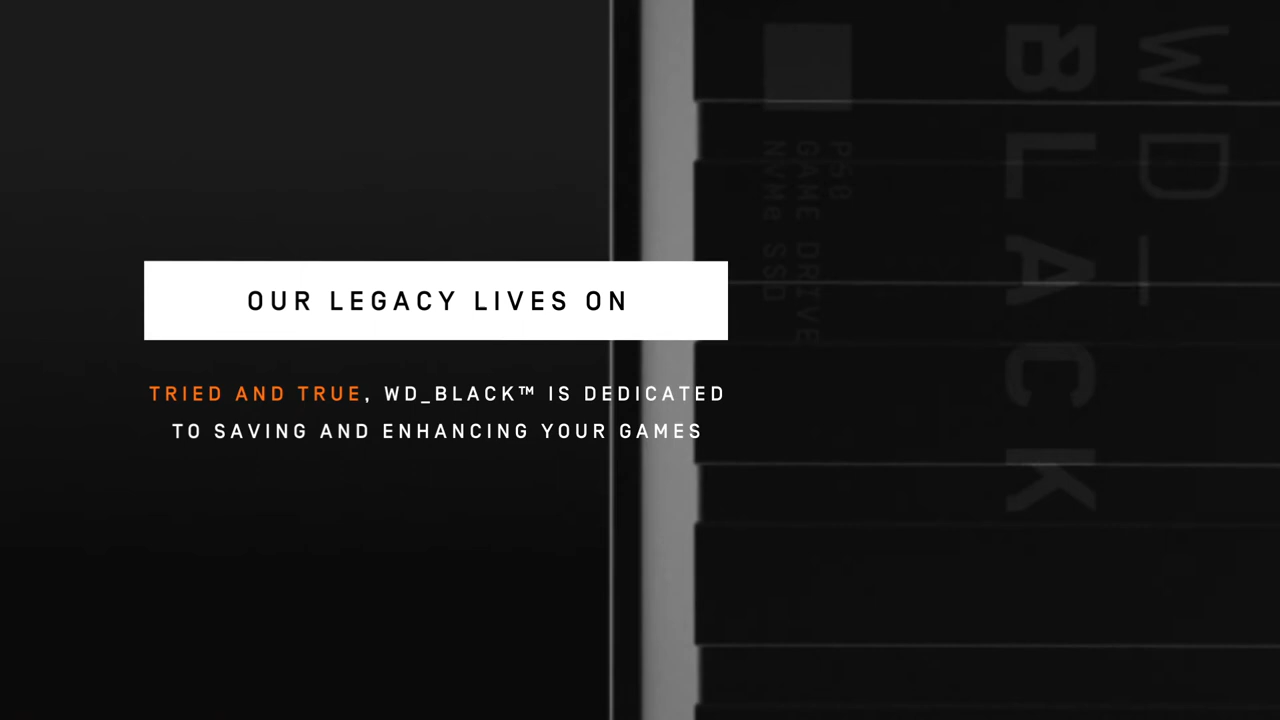 OUR LEGACY LIVES ON
TRIED AND TRUE, WD_BLACK™ IS DEDICATED
TO SAVING AND ENHANCING YOUR GAMES
WD_
BLACK
P50
GAME DRIVE
NVMe SSD